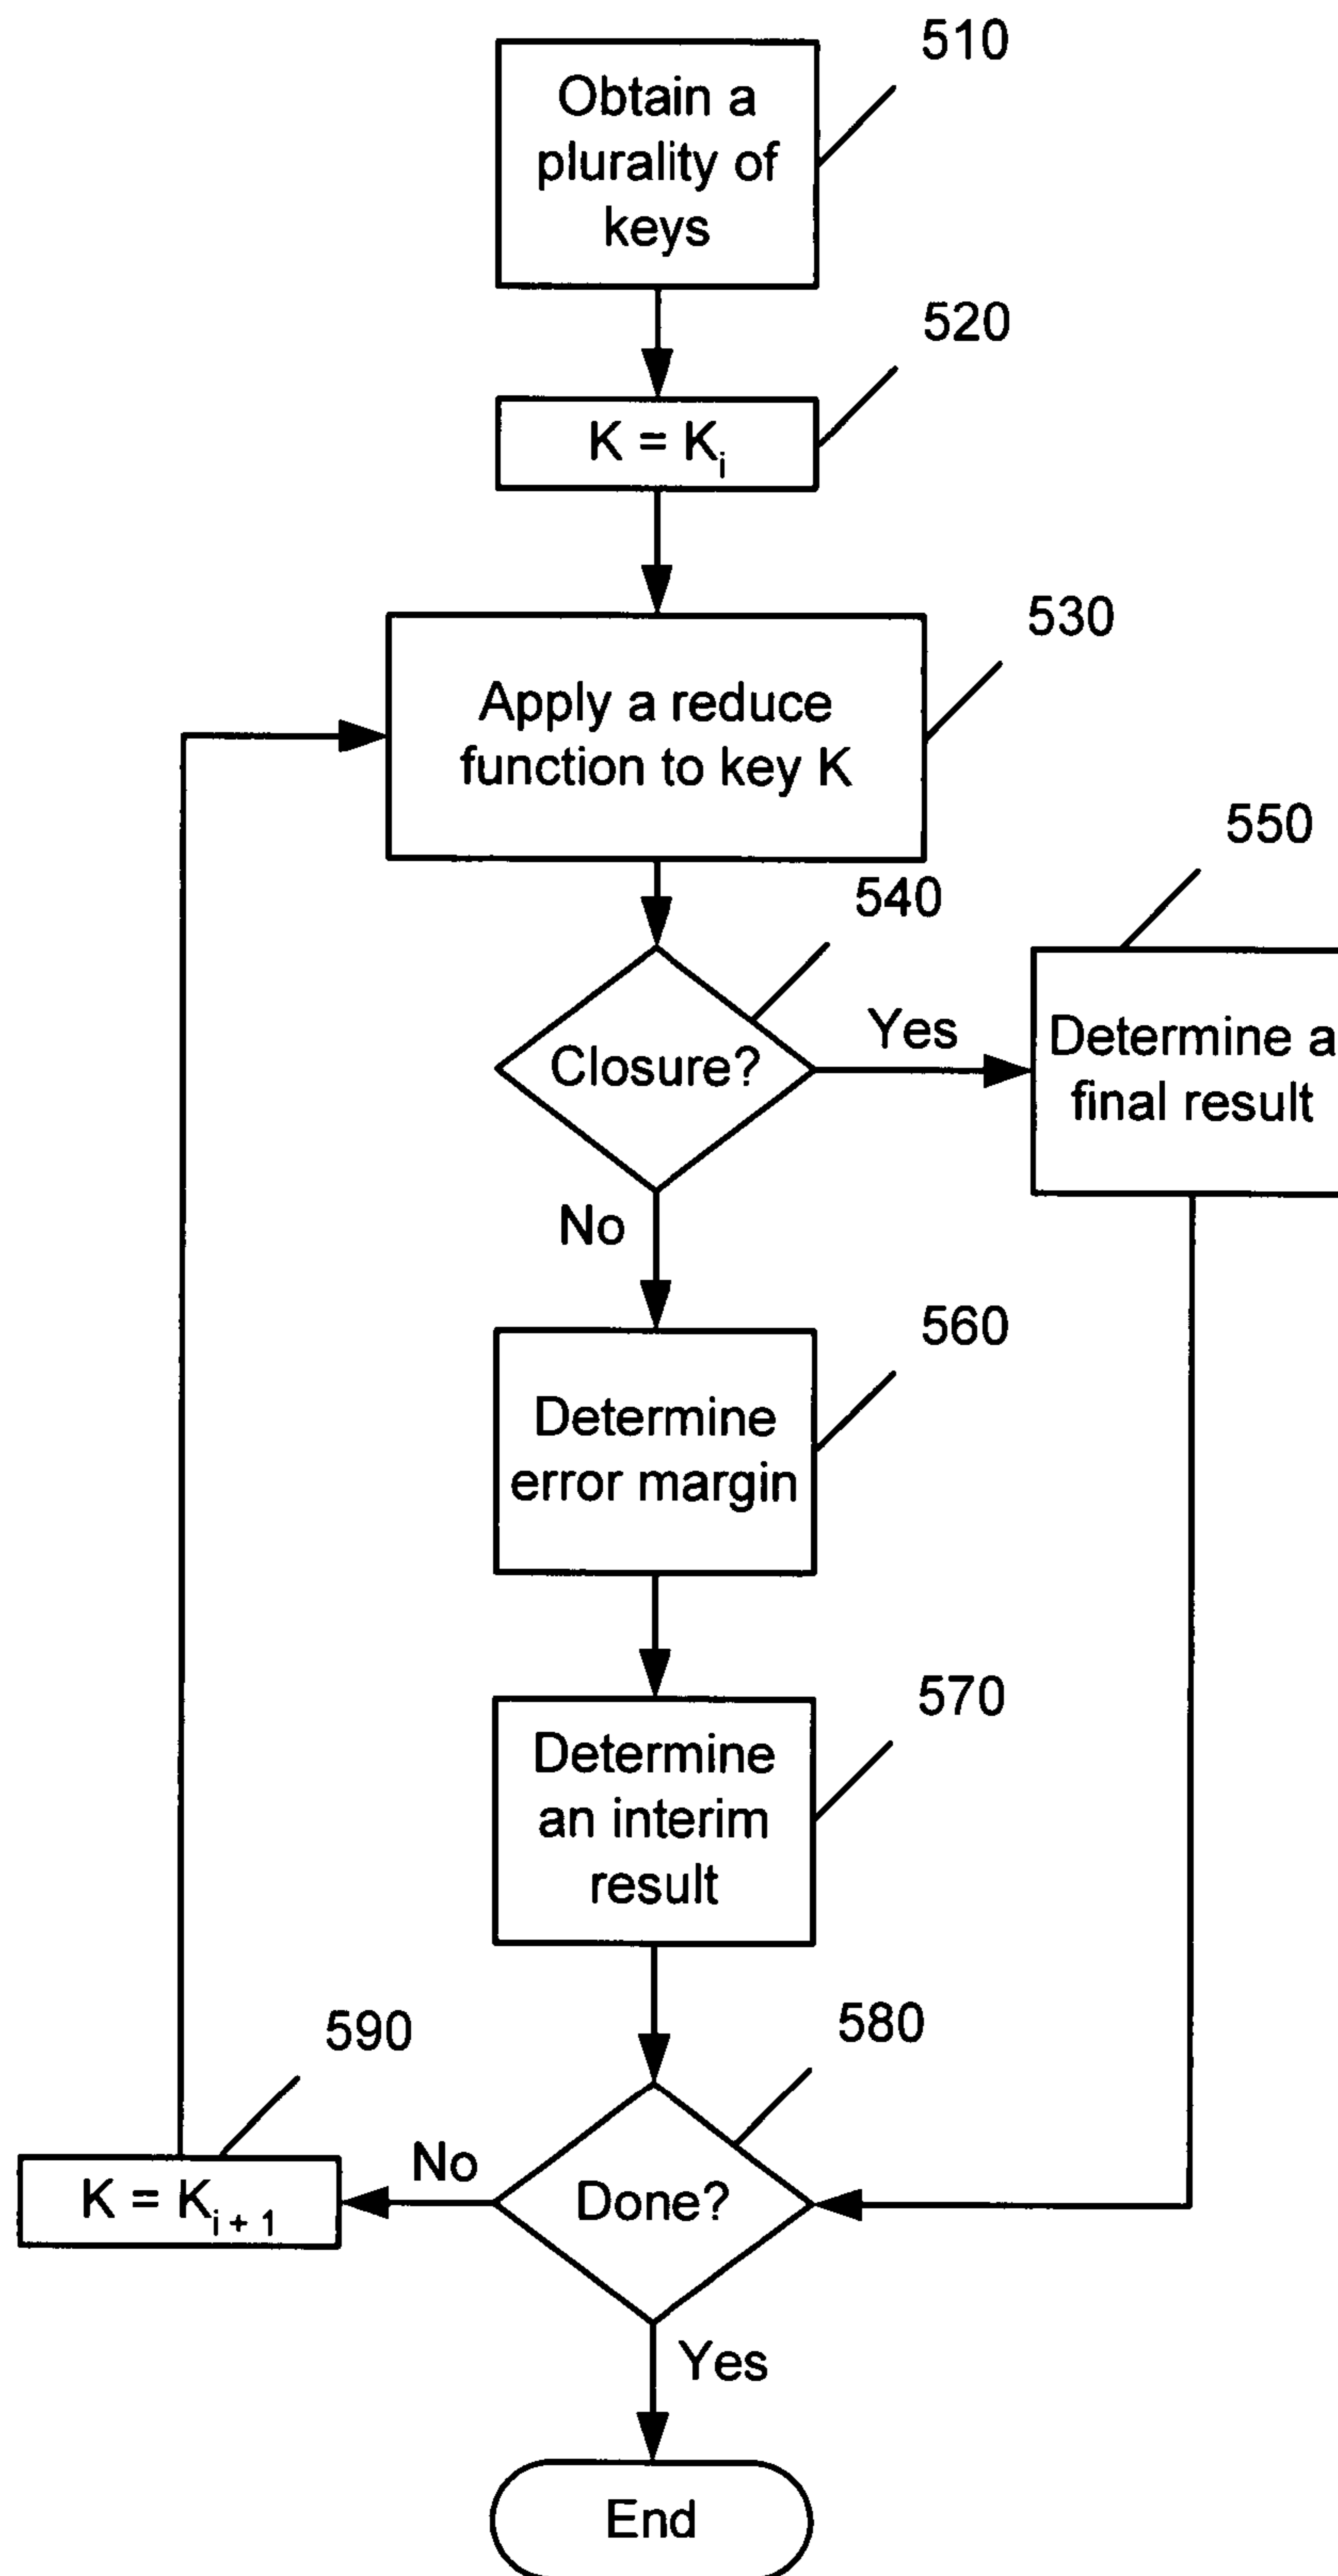 510
Obtain a
plurality of
keys
520
K = Ki
530
Apply a reduce
function to key K
540
550
Closure?
Yes
Determine a
final result
No
560
Determine
error margin
570
Determine
an interim
result
590
580
K = Ki + 1
No
Done?
Yes
End